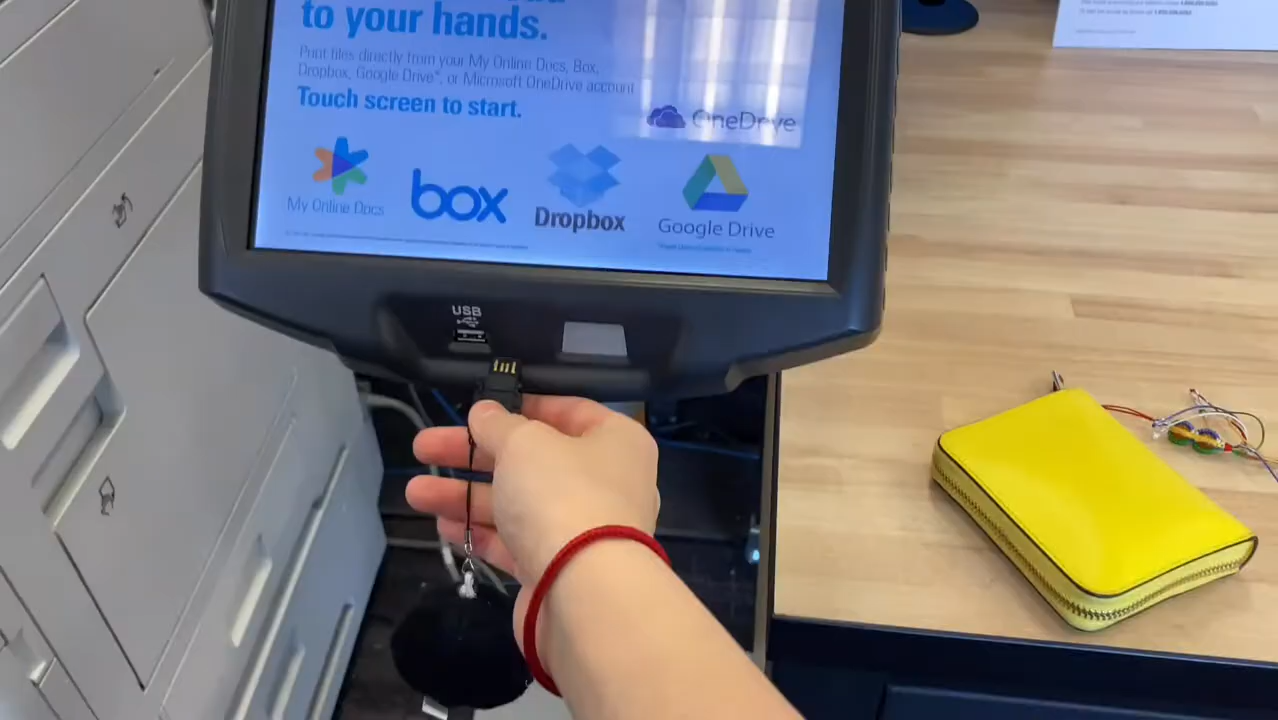 to your hands.
Print files directly from your My Online Docs, Box,
Dropbox, Google Drive", or Microsoft OneDrive account
Touch screen to start.
OneDrive
My Online Docs
box
Dropbox
Google Drive
USB